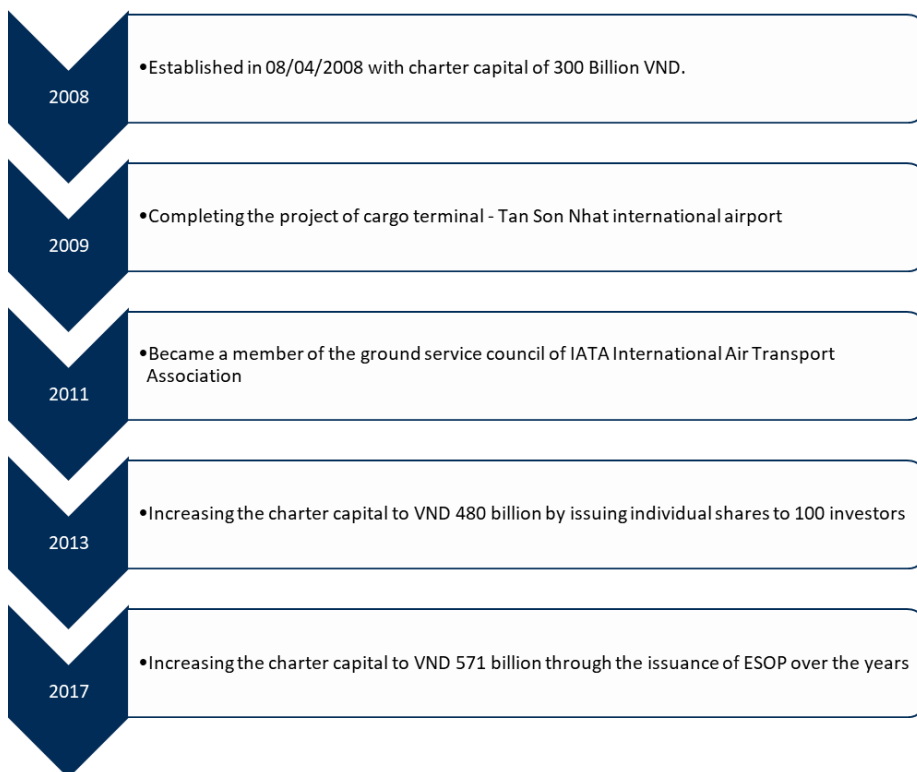 2008
•Established in 08/04/2008 with charter capital of 300 Billion VND.
2009
•Completing the project of cargo terminal - Tan Son Nhat international airport
2011
•Became a member of the ground service council of IATA International Air Transport
Association
2013
•Increasing the charter capital to VND 480 billion by issuing individual shares to 100 investors
2017
•Increasing the charter capital to VND 571 billion through the issuance of ESOP over the years